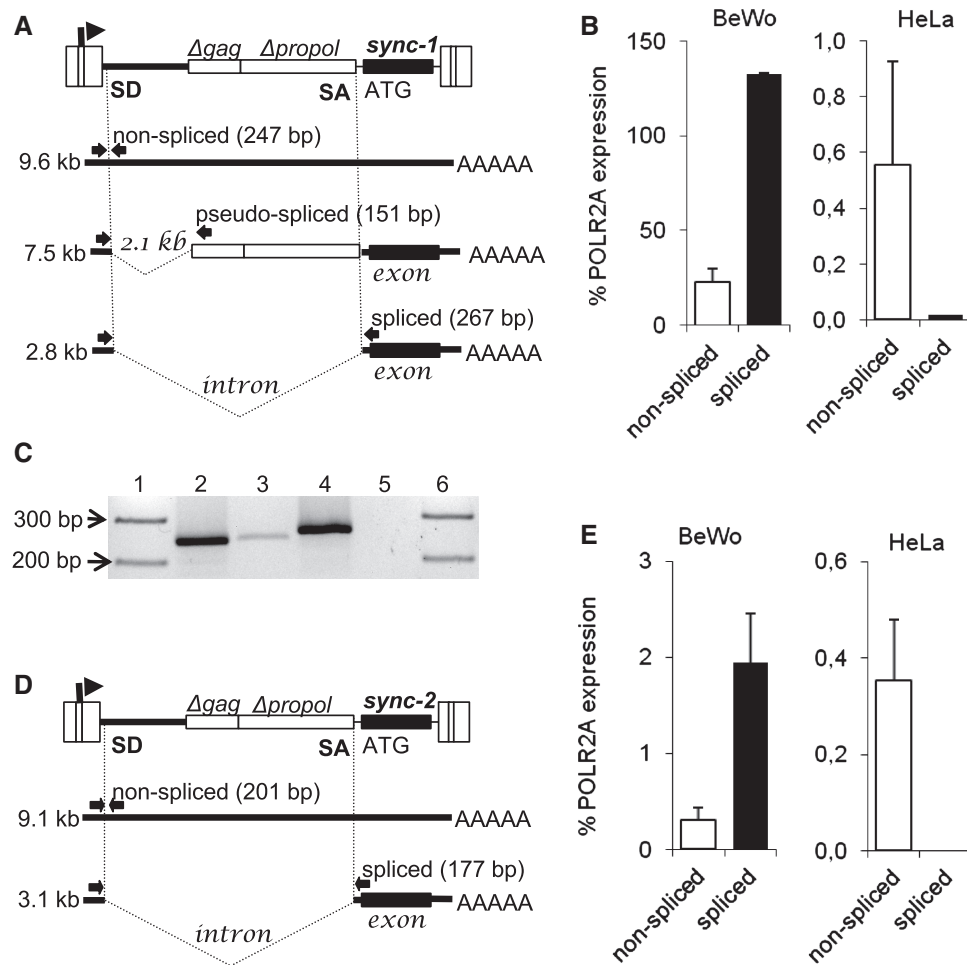 A
Δgag Δpropol sync-1
SD SA ATG
non-spliced (247 bp)
9.6 kb AAAAA
pseudo-spliced (151 bp)
7.5 kb 2.1 kb exon AAAAA
spliced (267 bp)
2.8 kb intron exon AAAAA
B
BeWo
% POLR2A expression
150
100
50
0
non-spliced
spliced
HeLa
1,0
0,8
0,6
0,4
0,2
0,0
non-spliced
spliced
C
1 2 3 4 5 6
300 bp
200 bp
D
Δgag Δpropol sync-2
SD SA ATG
non-spliced (201 bp)
9.1 kb AAAAA
spliced (177 bp)
3.1 kb intron exon AAAAA
E
BeWo
% POLR2A expression
3
2
1
0
non-spliced
spliced
HeLa
0,6
0,4
0,2
0,0
non-spliced
spliced